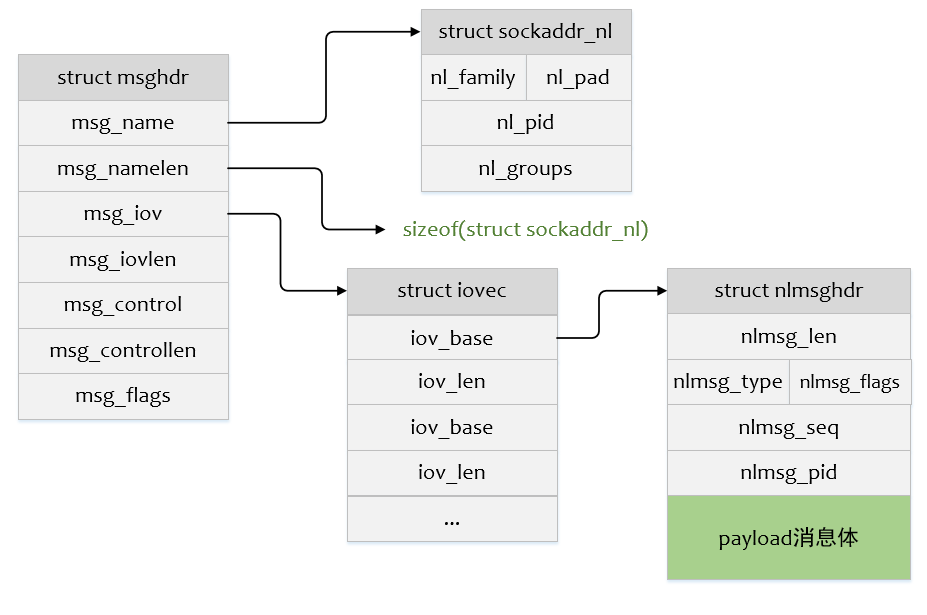 struct msghdr
msg_name
msg_namelen
msg_iov
msg_iovlen
msg_control
msg_controllen
msg_flags
struct sockaddr_nl
nl_family nl_pad
nl_pid
nl_groups
sizeof(struct sockaddr_nl)
struct iovec
iov_base
iov_len
iov_base
iov_len
...
struct nlmsghdr
nlmsg_len
nlmsg_type nlmsg_flags
nlmsg_seq
nlmsg_pid
payload消息体